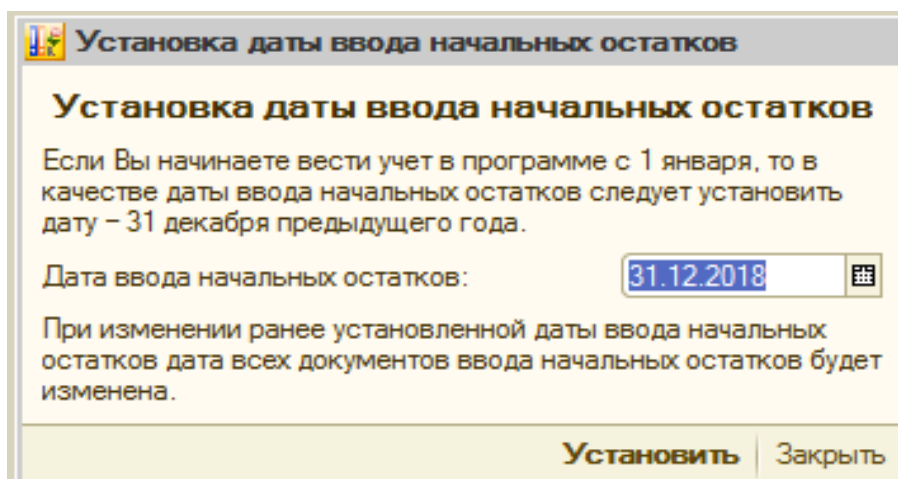 Установка даты ввода начальных остатков
Установка даты ввода начальных остатков
Если Вы начинаете вести учет в программе с 1 января, то в
качестве даты ввода начальных остатков следует установить
дату – 31 декабря предыдущего года.
Дата ввода начальных остатков: 31.12.2018
При изменении ранее установленной даты ввода начальных
остатков дата всех документов ввода начальных остатков будет
изменена.
Установить Закрыть